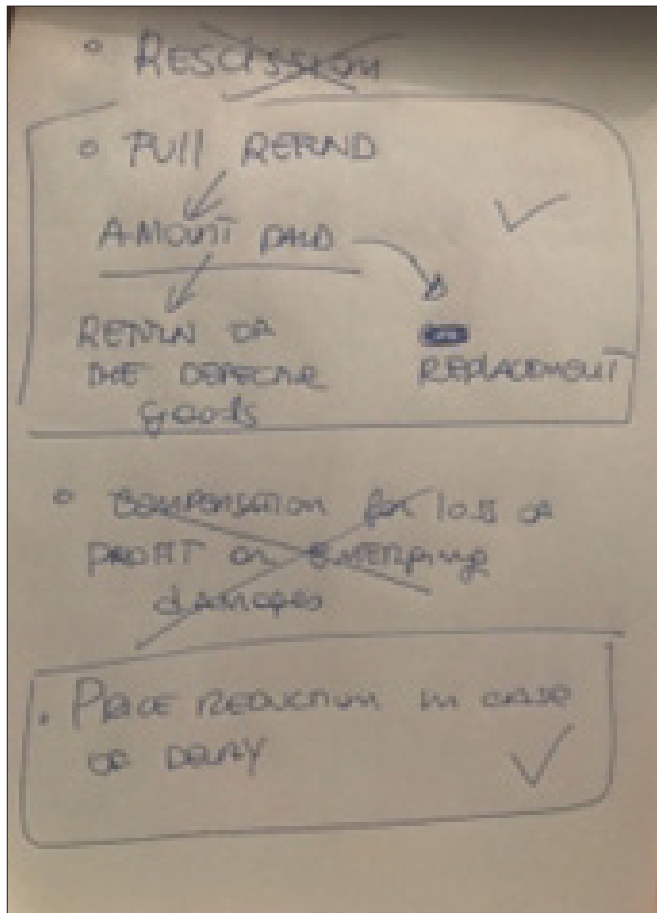 ° RESCISSION
° FUll REFUND
AMOUNT PAID
RETURN OF
THE DEFECTIVE
goods
REPLACEMENT
° COMPENSATION for loss of
PROFIT or
damages
• PRICE REDUCTION IN CASE
OF DELAY